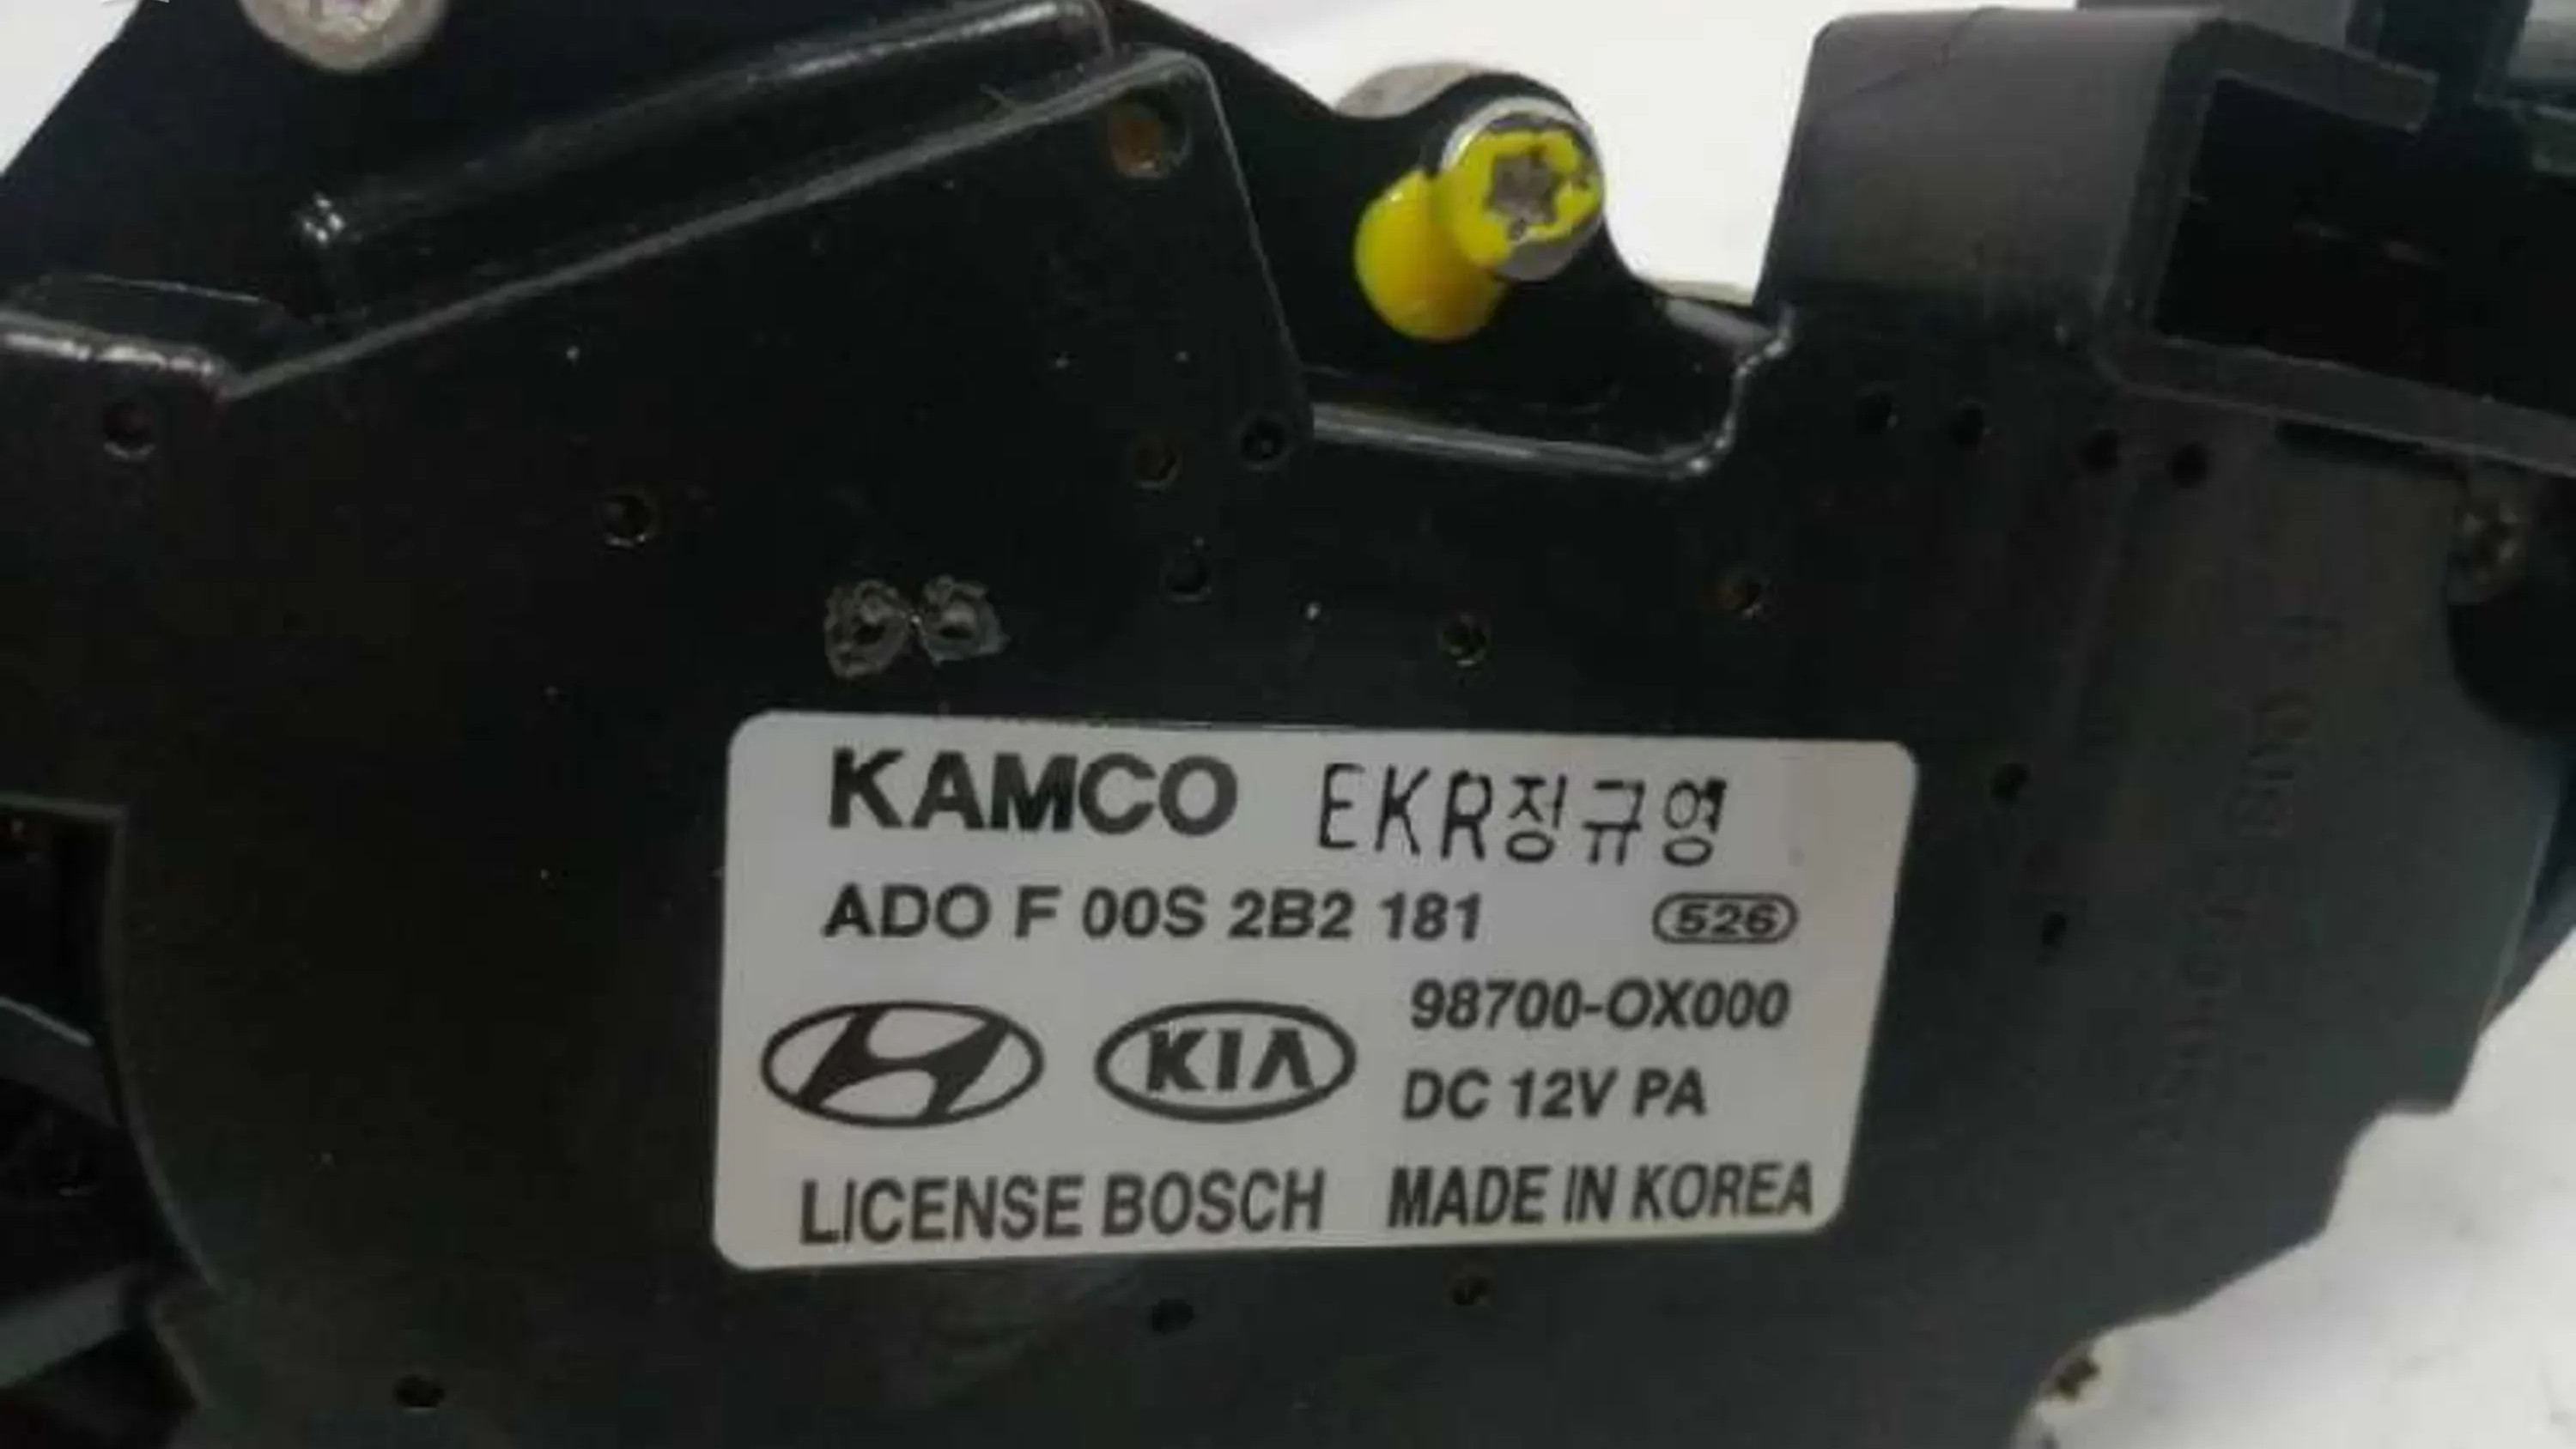 KAMCO EKR정규영
ADO F 00S 2B2 181 526
98700-OX000
KIA
DC 12V PA
LICENSE BOSCH MADE IN KOREA